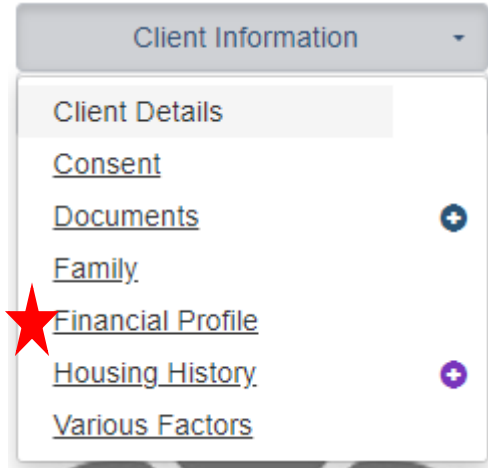 Client Information
Client Details
Consent
Documents
Family
Financial Profile
Housing History
Various Factors